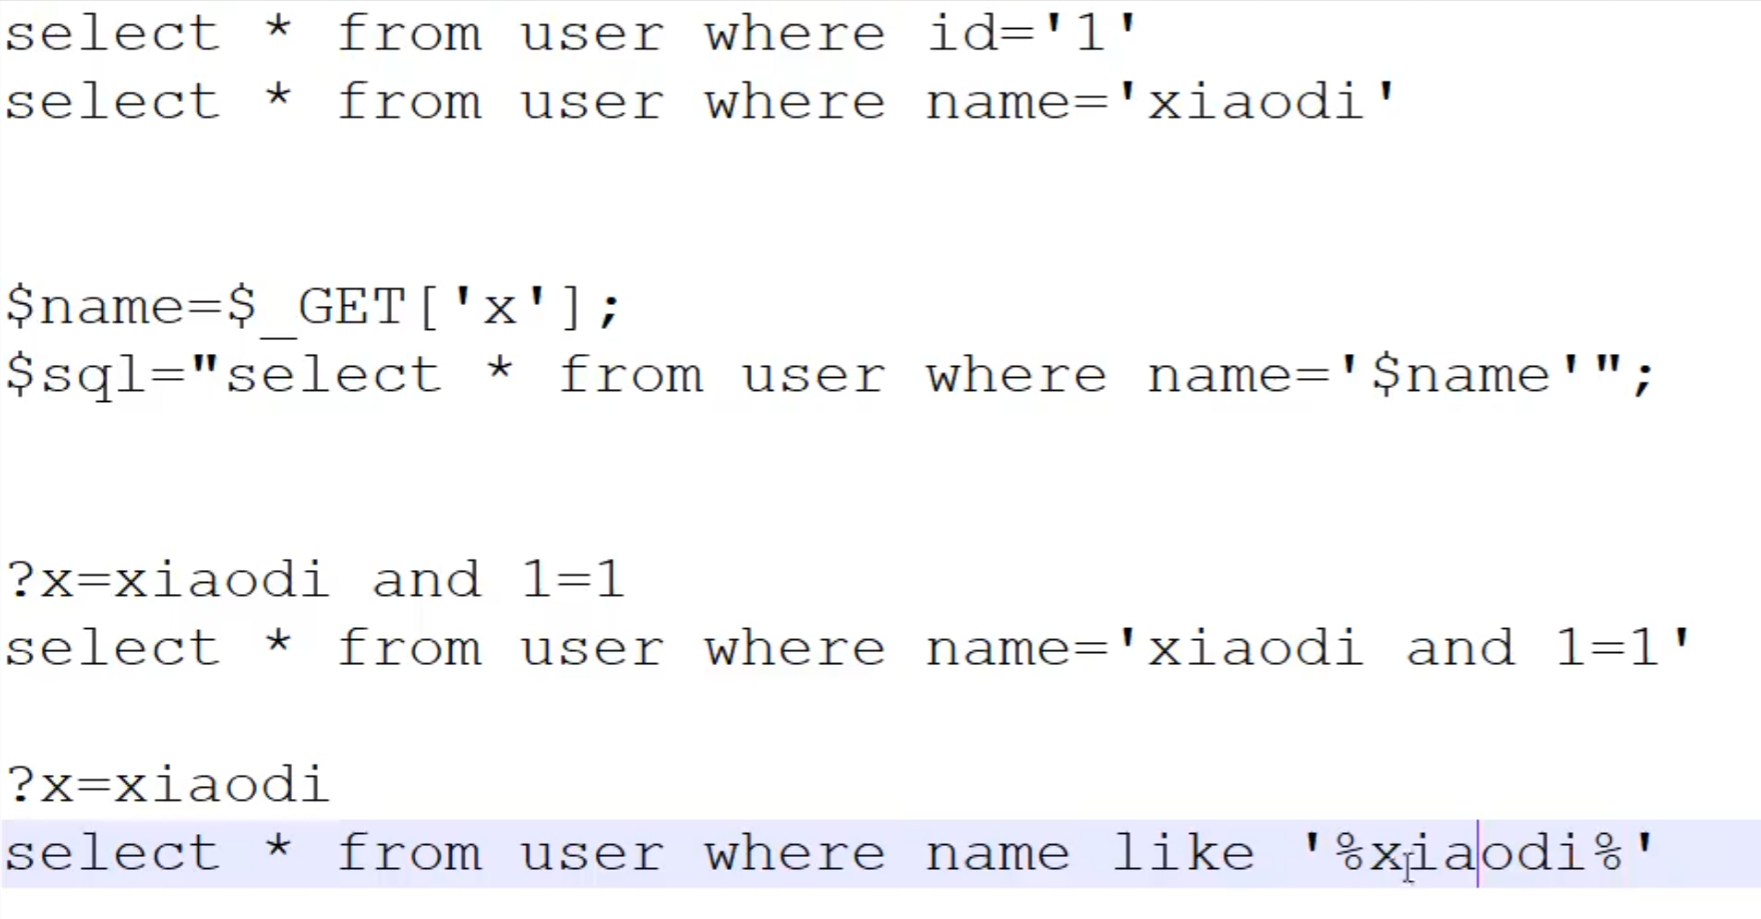 select * from user where id='1'
select * from user where name='xiaodi'
$name=$_GET['x'];
$sql="select * from user where name='$name'";
?x=xiaodi and 1=1
select * from user where name='xiaodi and 1=1'
?x=xiaodi
select * from user where name like '%xiaodi%'